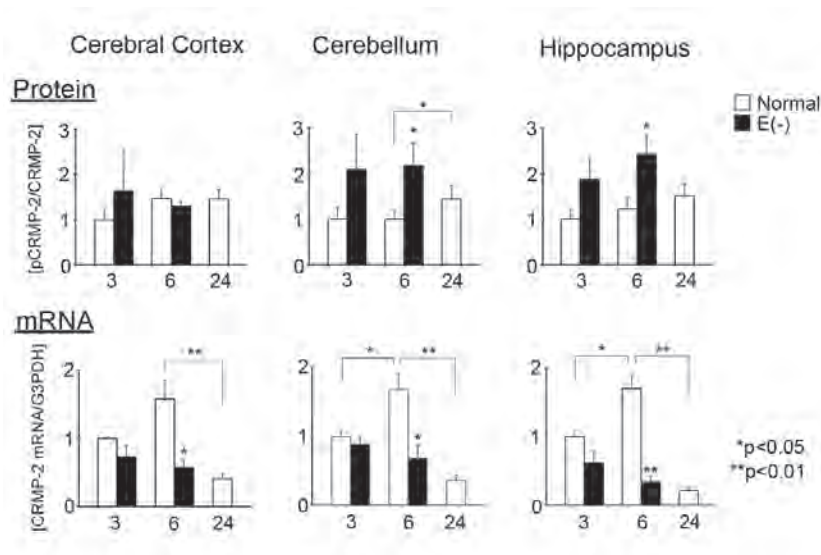 Cerebral Cortex Cerebellum Hippocampus
Protein
Normal
E(-)
[pCRMP-2/CRMP-2]
3
2
1
0
3 6 24
*
*
3
2
1
0
3 6 24
*
3
2
1
0
3 6 24
mRNA
[CRMP-2 mRNA/G3PDH]
**
2
1
0
*
3 6 24
* **
2
1
0
*
3 6 24
* **
2
1
0
**
3 6 24
*p<0.05
**p<0.01